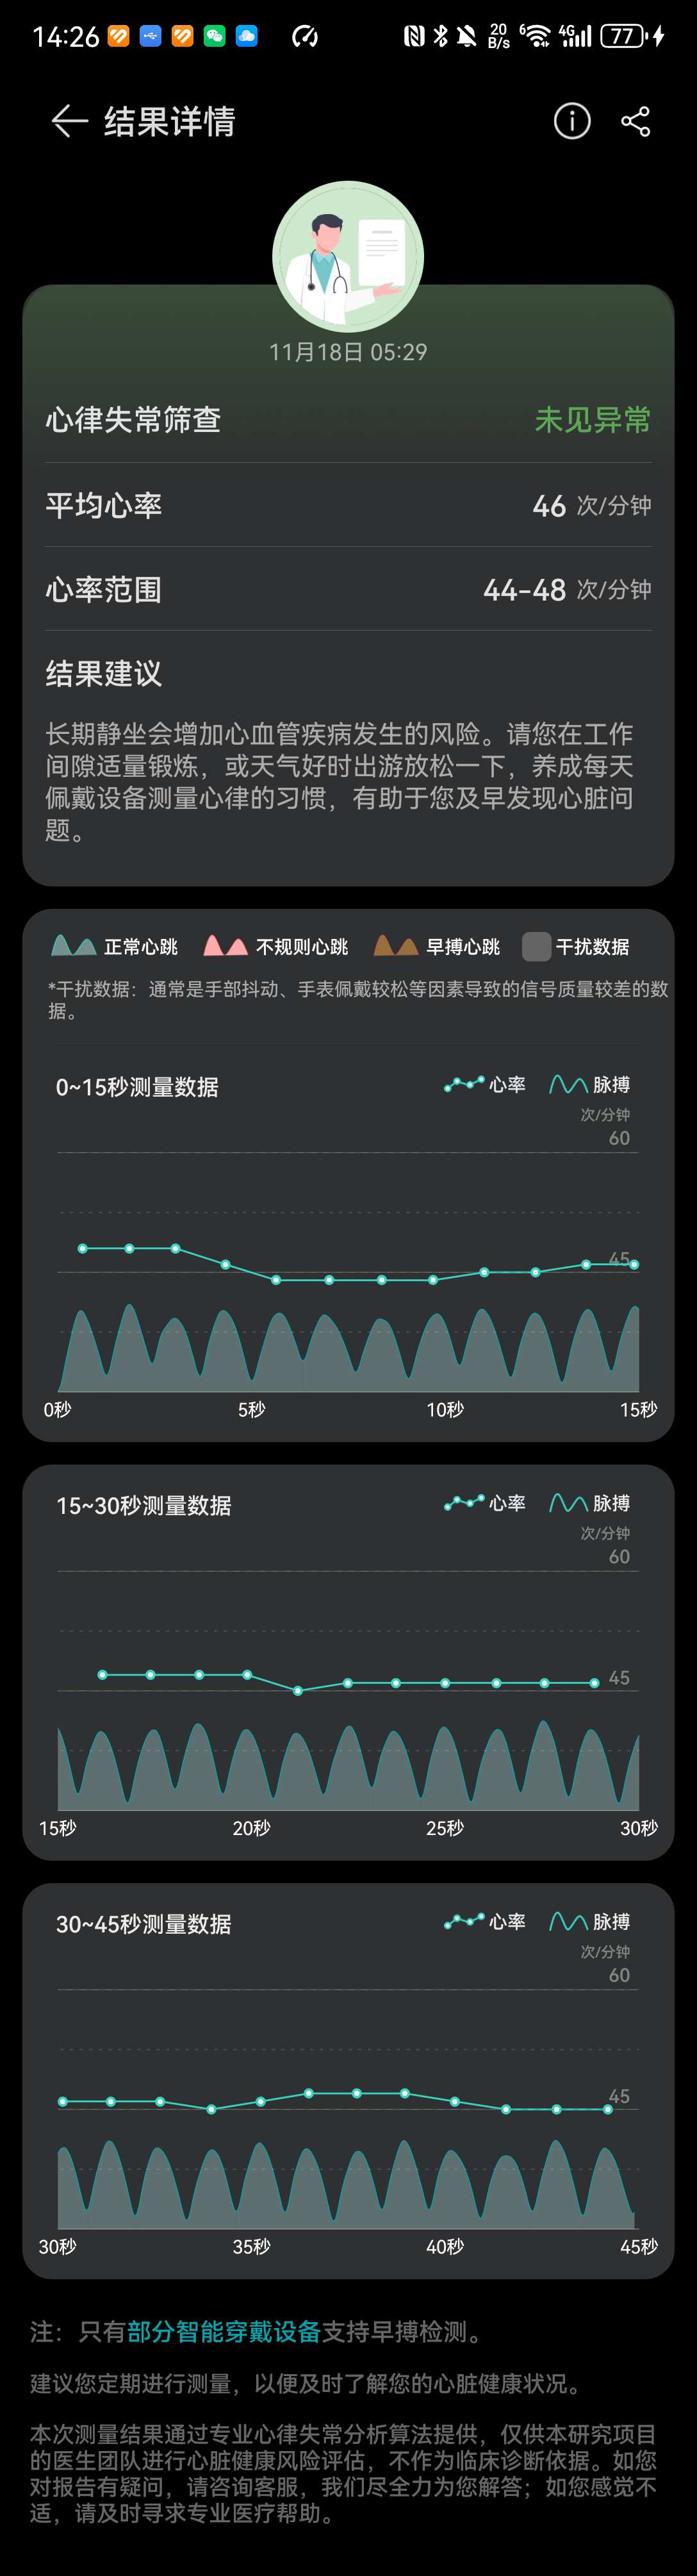 14:26 20 B/s 6 4G 77
结果详情
11月18日 05:29
心律失常筛查 未见异常
平均心率 46 次/分钟
心率范围 44-48 次/分钟
结果建议
长期静坐会增加心血管疾病发生的风险。请您在工作
间隙适量锻炼，或天气好时出游放松一下，养成每天
佩戴设备测量心律的习惯，有助于您及早发现心脏问
题。
正常心跳 不规则心跳 早搏心跳 干扰数据
*干扰数据：通常是手部抖动、手表佩戴较松等因素导致的信号质量较差的数
据。
0~15秒测量数据 心率 脉搏
次/分钟
60
45
0秒 5秒 10秒 15秒
15~30秒测量数据 心率 脉搏
次/分钟
60
45
15秒 20秒 25秒 30秒
30~45秒测量数据 心率 脉搏
次/分钟
60
45
30秒 35秒 40秒 45秒
注：只有部分智能穿戴设备支持早搏检测。
建议您定期进行测量，以便及时了解您的心脏健康状况。
本次测量结果通过专业心律失常分析算法提供，仅供本研究项目
的医生团队进行心脏健康风险评估，不作为临床诊断依据。如您
对报告有疑问，请咨询客服，我们尽全力为您解答；如您感觉不
适，请及时寻求专业医疗帮助。